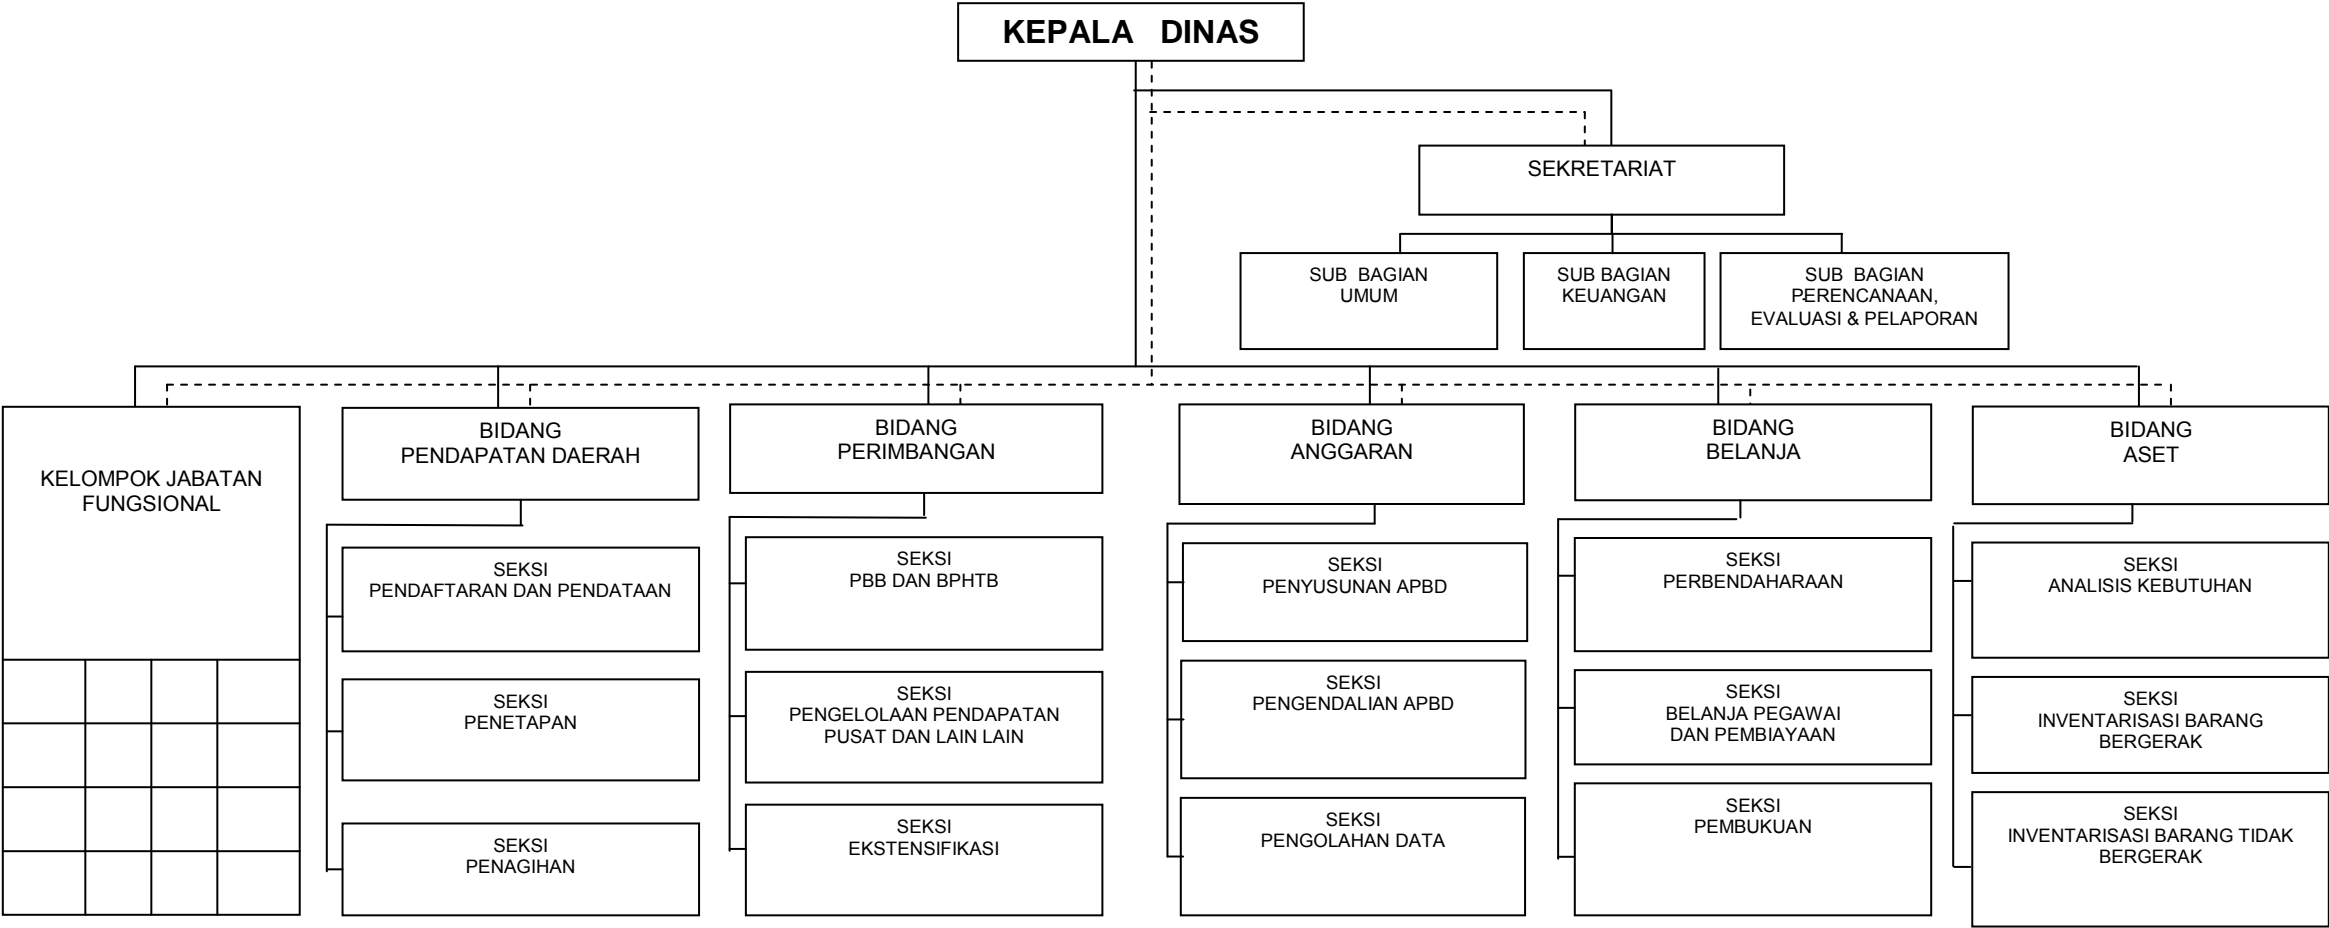 KEPALA DINAS
SEKRETARIAT
SUB BAGIAN
UMUM
SUB BAGIAN
KEUANGAN
SUB BAGIAN
PERENCANAAN,
EVALUASI & PELAPORAN
KELOMPOK JABATAN
FUNGSIONAL
BIDANG
PENDAPATAN DAERAH
SEKSI
PENDAFTARAN DAN PENDATAAN
SEKSI
PENETAPAN
SEKSI
PENAGIHAN
BIDANG
PERIMBANGAN
SEKSI
PBB DAN BPHTB
SEKSI
PENGELOLAAN PENDAPATAN
PUSAT DAN LAIN LAIN
SEKSI
EKSTENSIFIKASI
BIDANG
ANGGARAN
SEKSI
PENYUSUNAN APBD
SEKSI
PENGENDALIAN APBD
SEKSI
PENGOLAHAN DATA
BIDANG
BELANJA
SEKSI
PERBENDAHARAAN
SEKSI
BELANJA PEGAWAI
DAN PEMBIAYAAN
SEKSI
PEMBUKUAN
BIDANG
ASET
SEKSI
ANALISIS KEBUTUHAN
SEKSI
INVENTARISASI BARANG
BERGERAK
SEKSI
INVENTARISASI BARANG TIDAK
BERGERAK